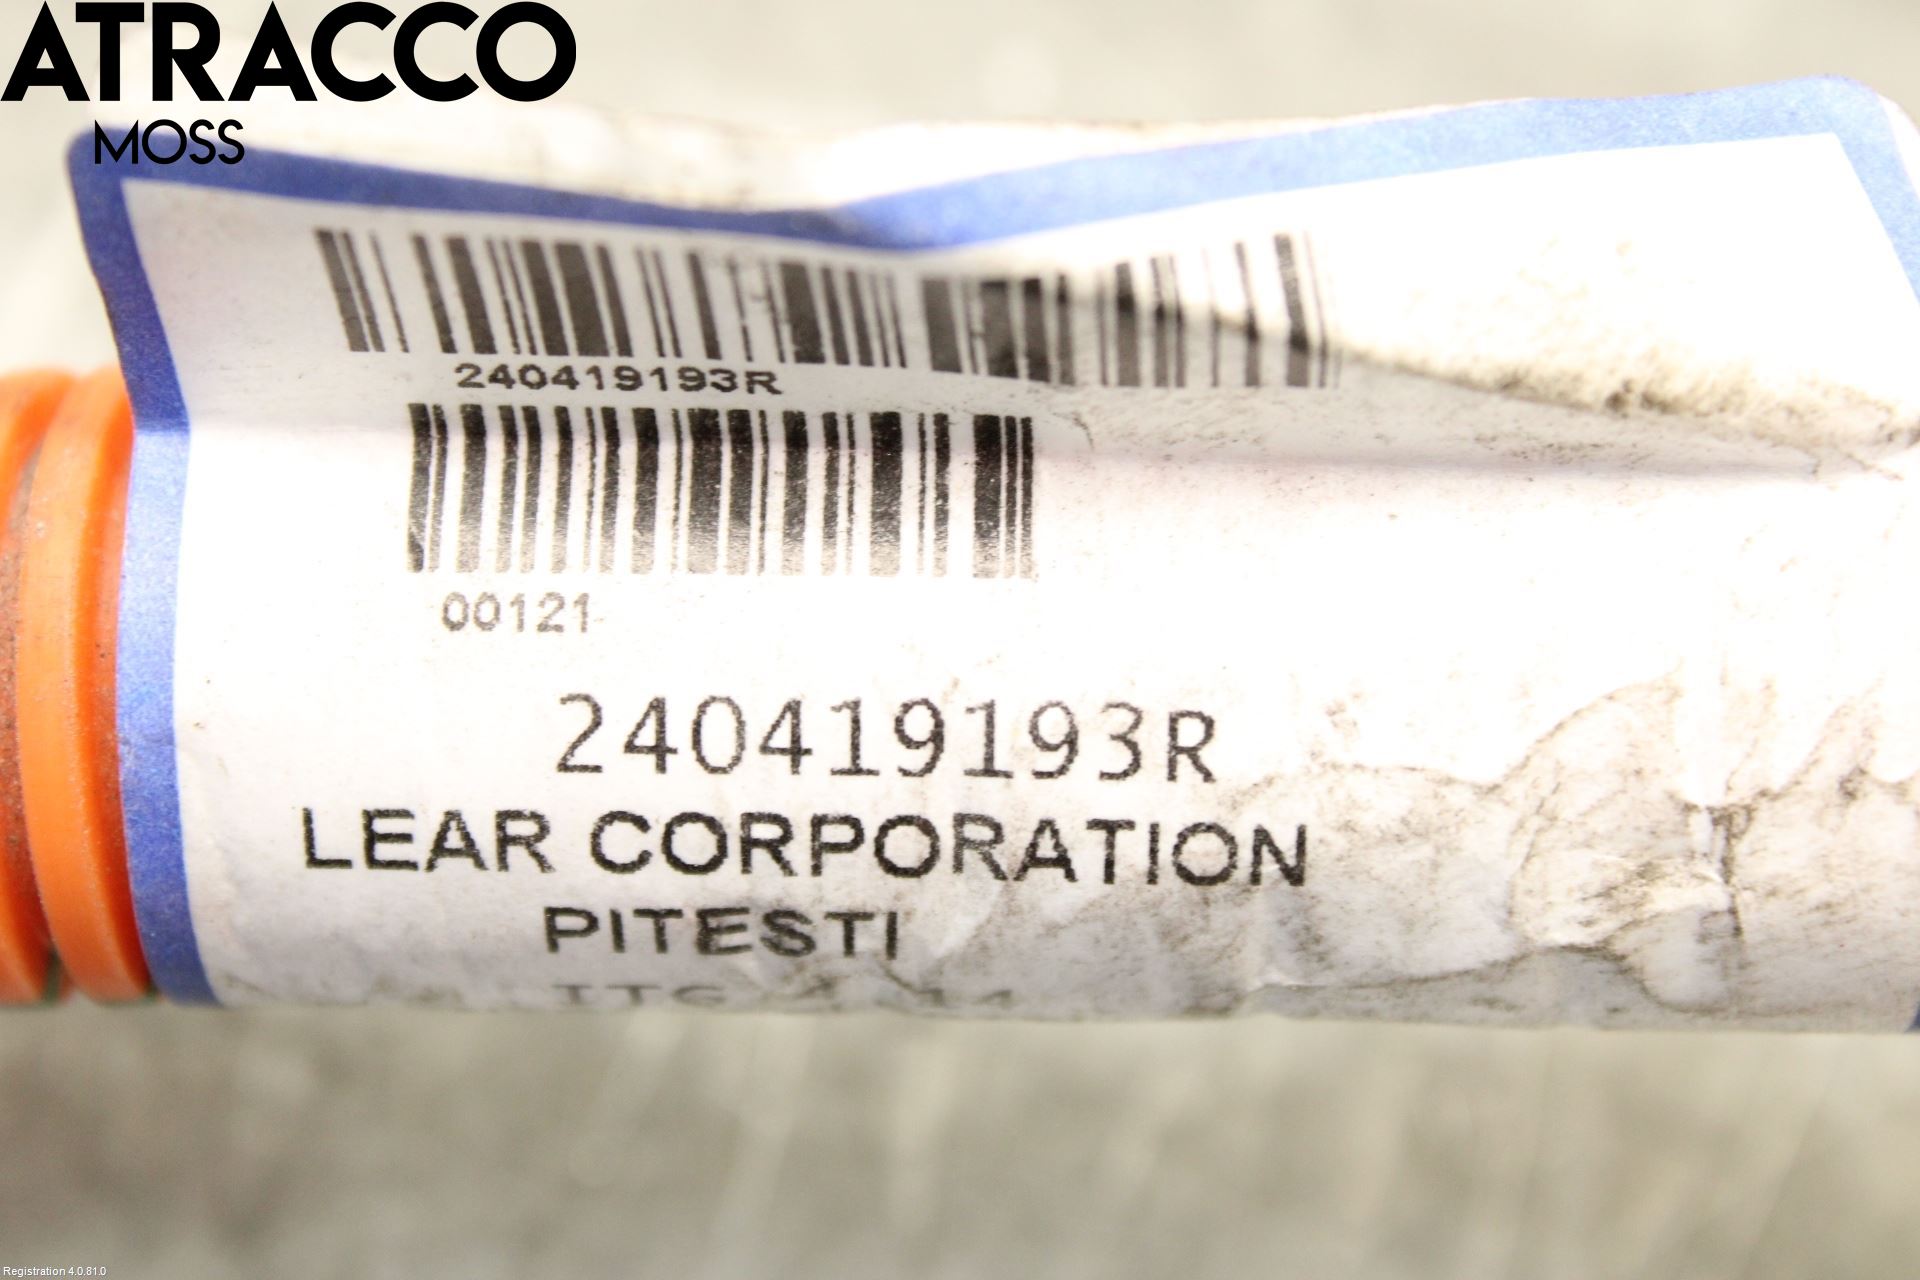 ATRACCO
MOSS
240419193R
00121
240419193R
LEAR CORPORATION
PITESTI
Registration 4.0.81.0